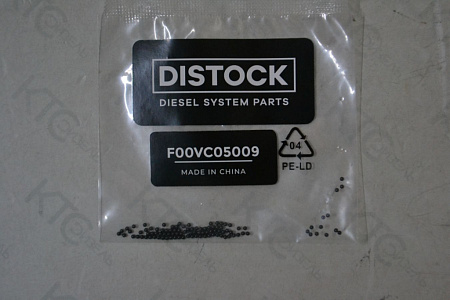 DISTOCK
DIESEL SYSTEM PARTS
F00VC05009
MADE IN CHINA
04
PE-LD